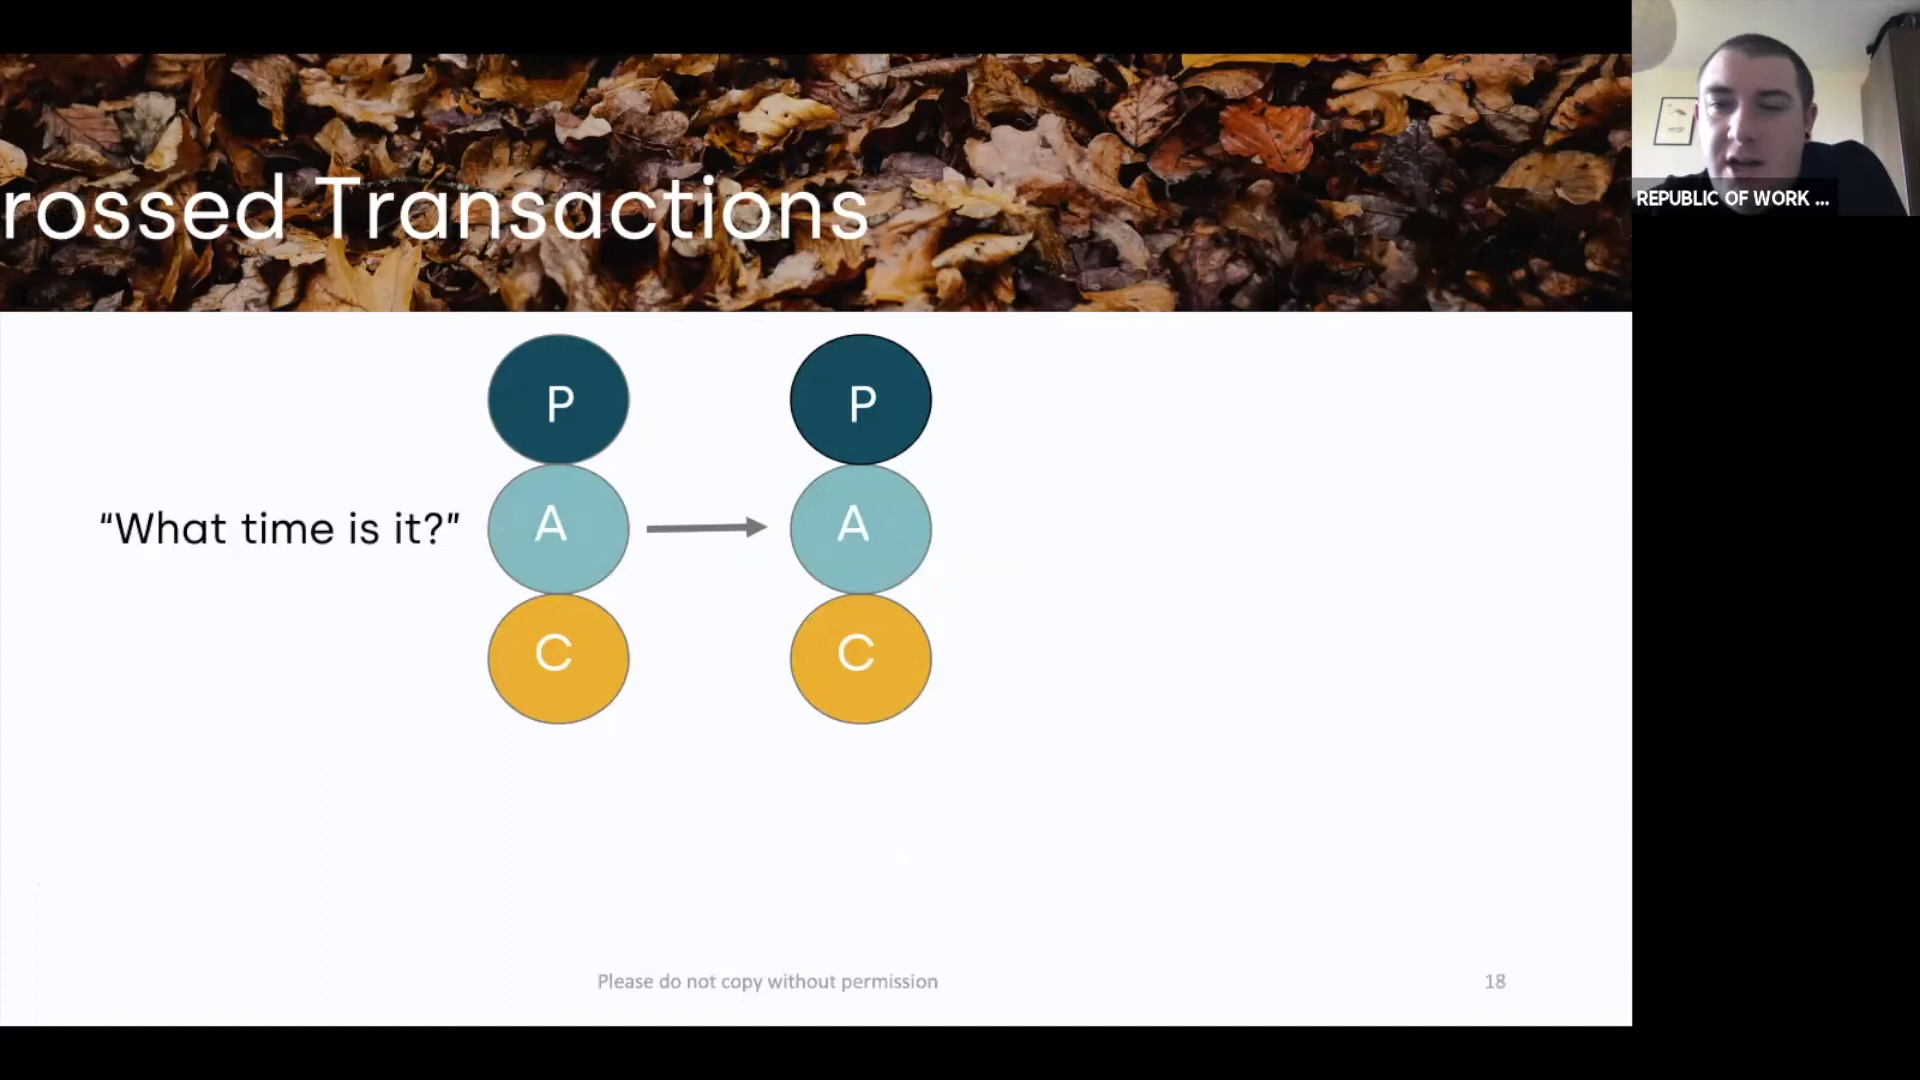 rossed Transactions
REPUBLIC OF WORK ...
P P
“What time is it?” A A
C C
Please do not copy without permission 18